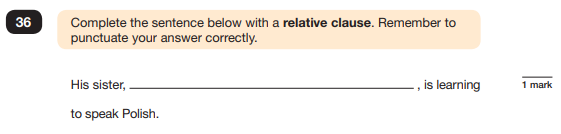 36
Complete the sentence below with a relative clause. Remember to
punctuate your answer correctly.
His sister, ______________________________ , is learning
1 mark
to speak Polish.